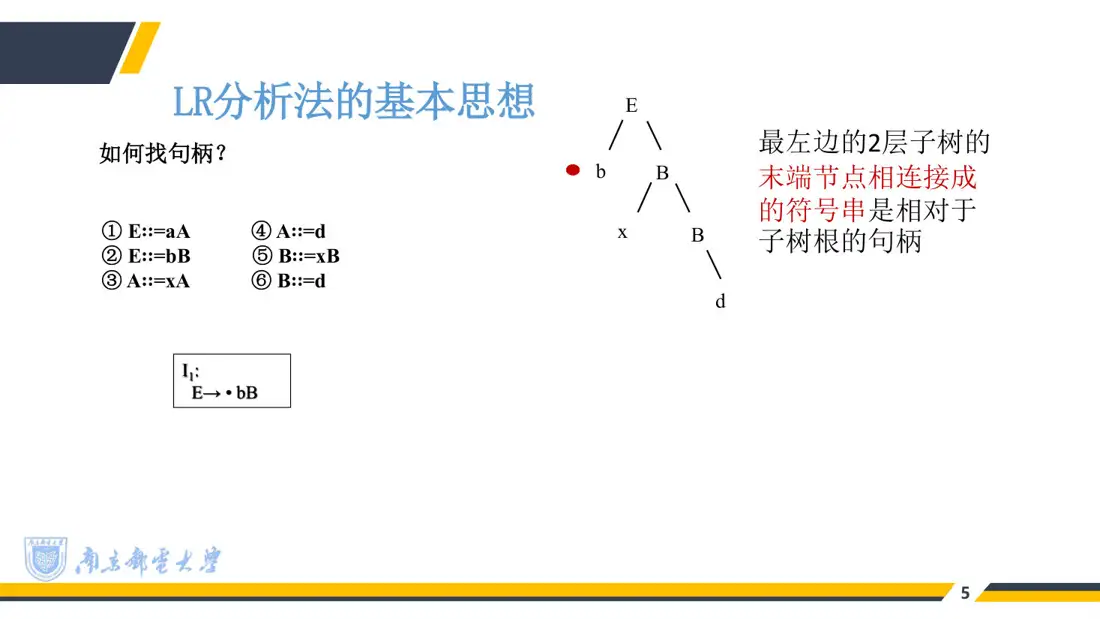 LR分析法的基本思想
如何找句柄？
① E::=aA ④ A::=d
② E::=bB ⑤ B::=xB
③ A::=xA ⑥ B::=d
I₁:
E→•bB
E
b B
x B
d
最左边的2层子树的
末端节点相连接成
的符号串是相对于
子树根的句柄
南京邮电大学
5